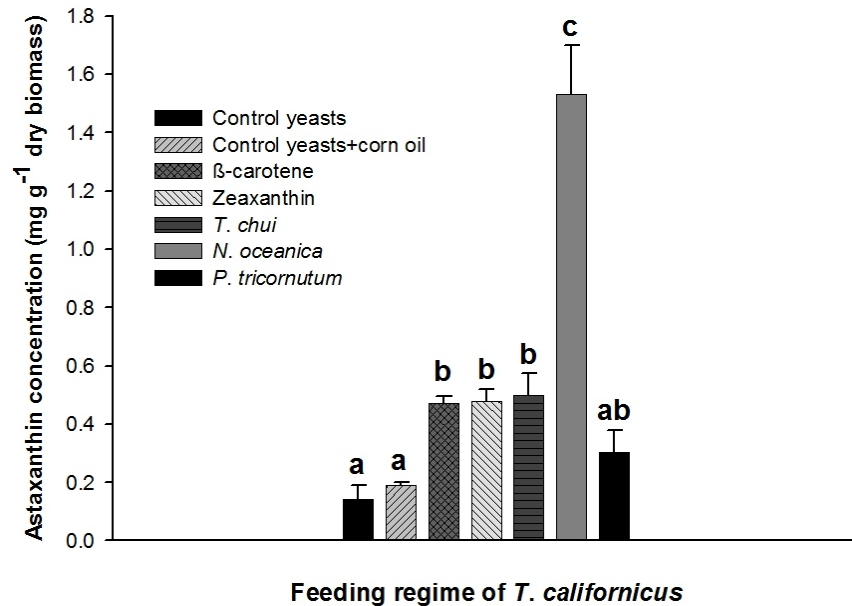 Astaxanthin concentration (mg g-1 dry biomass)
1.8
1.6
1.4
1.2
1.0
0.8
0.6
0.4
0.2
0.0
Control yeasts
Control yeasts+corn oil
ß-carotene
Zeaxanthin
T. chui
N. oceanica
P. tricornutum
a
a
b
b
b
c
ab
Feeding regime of T. californicus